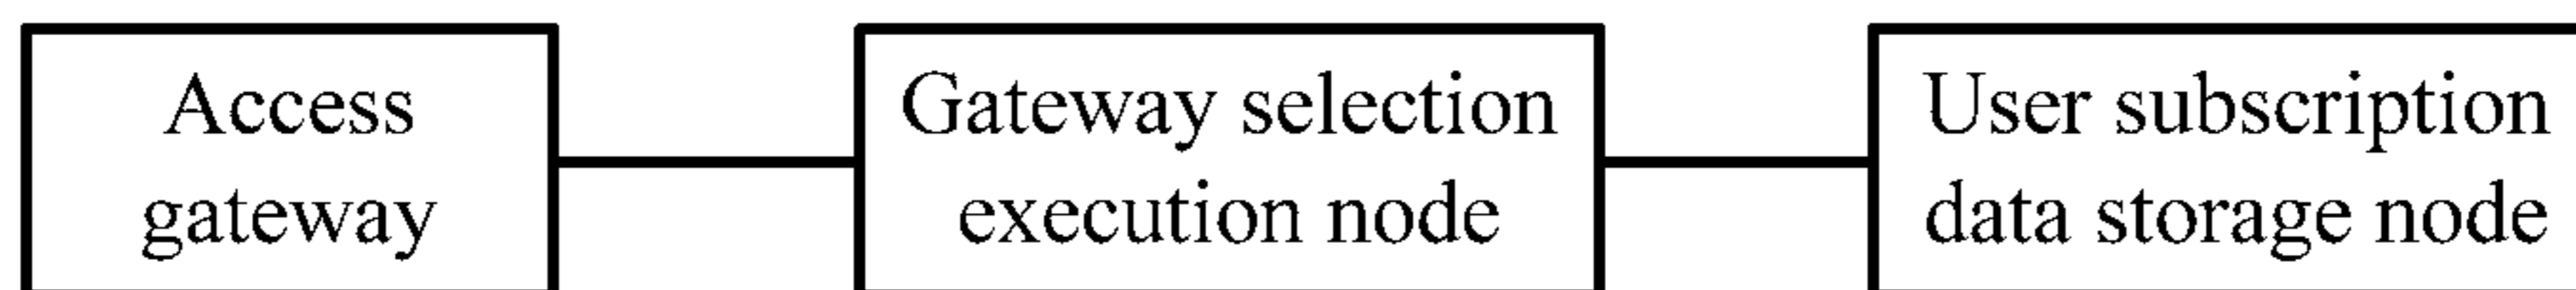 Access
gateway
Gateway selection
execution node
User subscription
data storage node